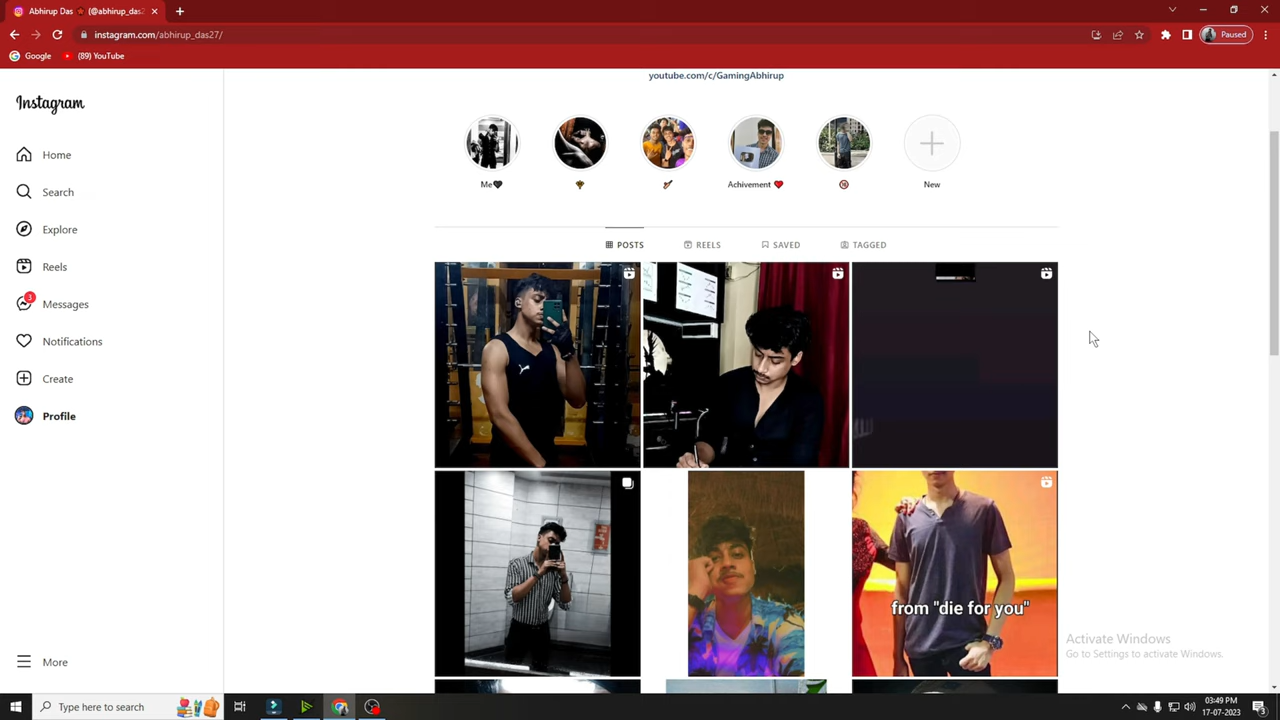 Abhirup Das
(@abhirup_das2
instagram.com/abhirup_das27/
Paused
Google
(89) YouTube
youtube.com/c/GamingAbhirup
Instagram
Home
Search
Explore
Reels
3
Messages
Notifications
Create
Profile
More
Me
Achivement
New
POSTS
REELS
SAVED
TAGGED
from "die for you"
Activate Windows
Go to Settings to activate Windows.
Type here to search
03:49 PM
17-07-2023
3